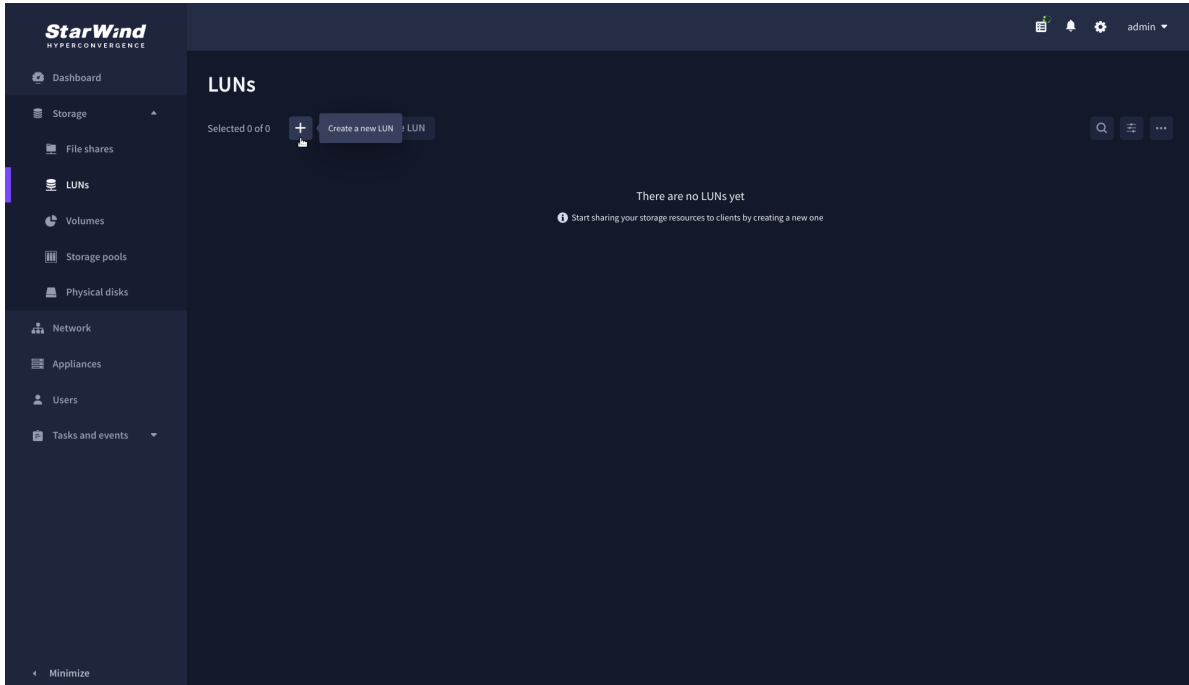 StarWind
HYPERCONVERGENCE
admin
Dashboard
Storage
File shares
LUNs
Volumes
Storage pools
Physical disks
Network
Appliances
Users
Tasks and events
Minimize
LUNs
Selected 0 of 0
Create a new LUN
LUN
There are no LUNs yet
Start sharing your storage resources to clients by creating a new one